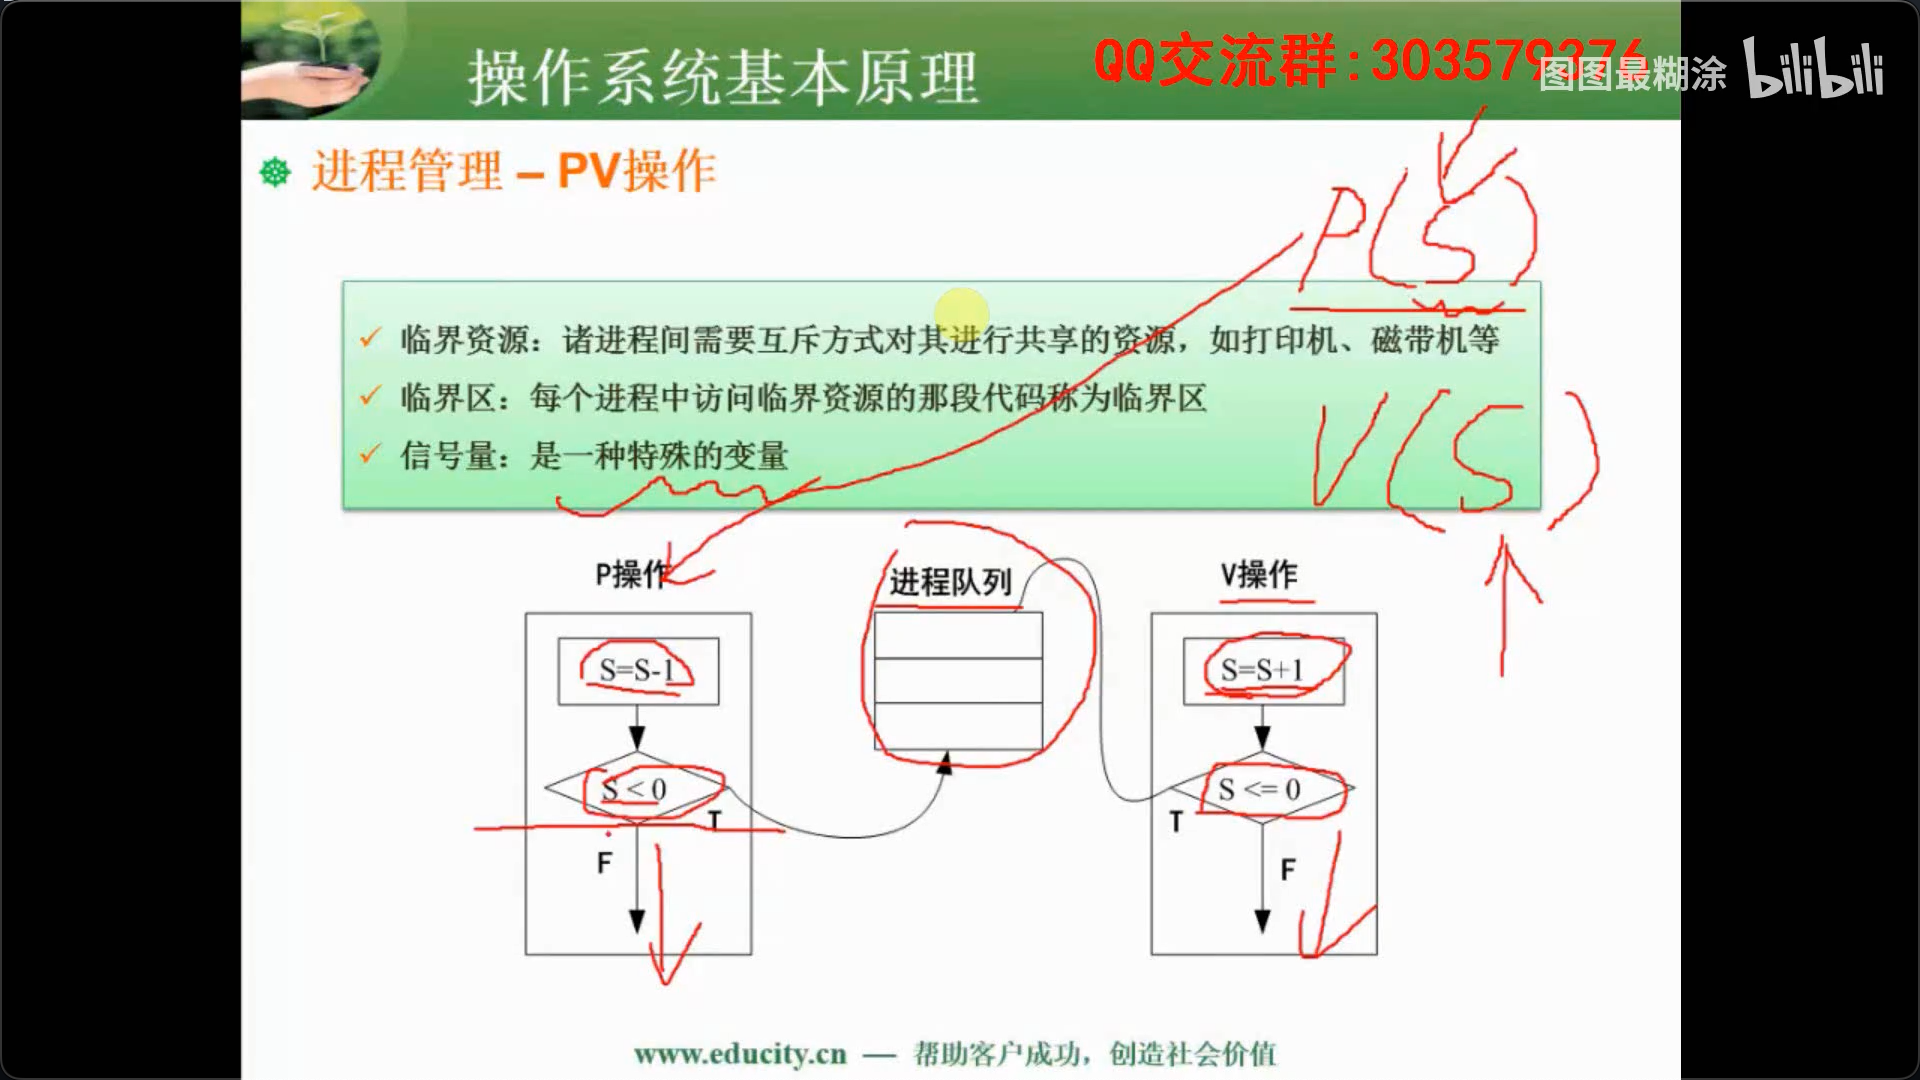 操作系统基本原理
QQ交流群:303579376
图图最糊涂 bilibili
进程管理 – PV操作
P(S)
临界资源：诸进程间需要互斥方式对其进行共享的资源，如打印机、磁带机等
临界区：每个进程中访问临界资源的那段代码称为临界区
信号量：是一种特殊的变量
V(S)
P操作
进程队列
V操作
S=S-1
S=S+1
S < 0
S <= 0
T
T
F
F
www.educity.cn — 帮助客户成功，创造社会价值